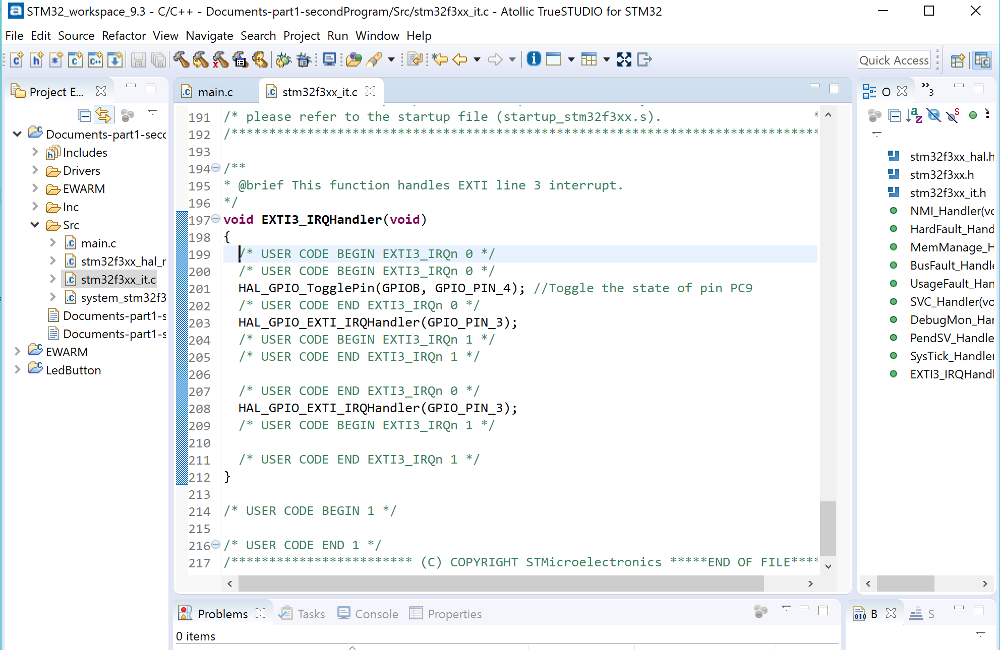 STM32_workspace_9.3 - C/C++ - Documents-part1-secondProgram/Src/stm32f3xx_it.c - Atollic TrueSTUDIO for STM32
File Edit Source Refactor View Navigate Search Project Run Window Help
Quick Access
Project E...
Documents-part1-seco
Includes
Drivers
EWARM
Inc
Src
main.c
stm32f3xx_hal_r
stm32f3xx_it.c
system_stm32f3
Documents-part1-s
Documents-part1-s
EWARM
LedButton
main.c
stm32f3xx_it.c
191 /* please refer to the startup file (startup_stm32f3xx.s). *
192 /******************************************************************************
193
194 /**
195 * @brief This function handles EXTI line 3 interrupt.
196 */
197 void EXTI3_IRQHandler(void)
198 {
199 /* USER CODE BEGIN EXTI3_IRQn 0 */
200 /* USER CODE BEGIN EXTI3_IRQn 0 */
201 HAL_GPIO_TogglePin(GPIOB, GPIO_PIN_4); //Toggle the state of pin PC9
202 /* USER CODE END EXTI3_IRQn 0 */
203 HAL_GPIO_EXTI_IRQHandler(GPIO_PIN_3);
204 /* USER CODE BEGIN EXTI3_IRQn 1 */
205 /* USER CODE END EXTI3_IRQn 1 */
206
207 /* USER CODE END EXTI3_IRQn 0 */
208 HAL_GPIO_EXTI_IRQHandler(GPIO_PIN_3);
209 /* USER CODE BEGIN EXTI3_IRQn 1 */
210
211 /* USER CODE END EXTI3_IRQn 1 */
212 }
213
214 /* USER CODE BEGIN 1 */
215
216 /* USER CODE END 1 */
217 /************************ (C) COPYRIGHT STMicroelectronics *****END OF FILE****
O
3
stm32f3xx_hal.h
stm32f3xx.h
stm32f3xx_it.h
NMI_Handler(vo
HardFault_Hand
MemManage_H
BusFault_Handle
UsageFault_Han
SVC_Handler(vo
DebugMon_Har
PendSV_Handle
SysTick_Handler
EXTI3_IRQHandl
Problems
Tasks
Console
Properties
0 items
B
S